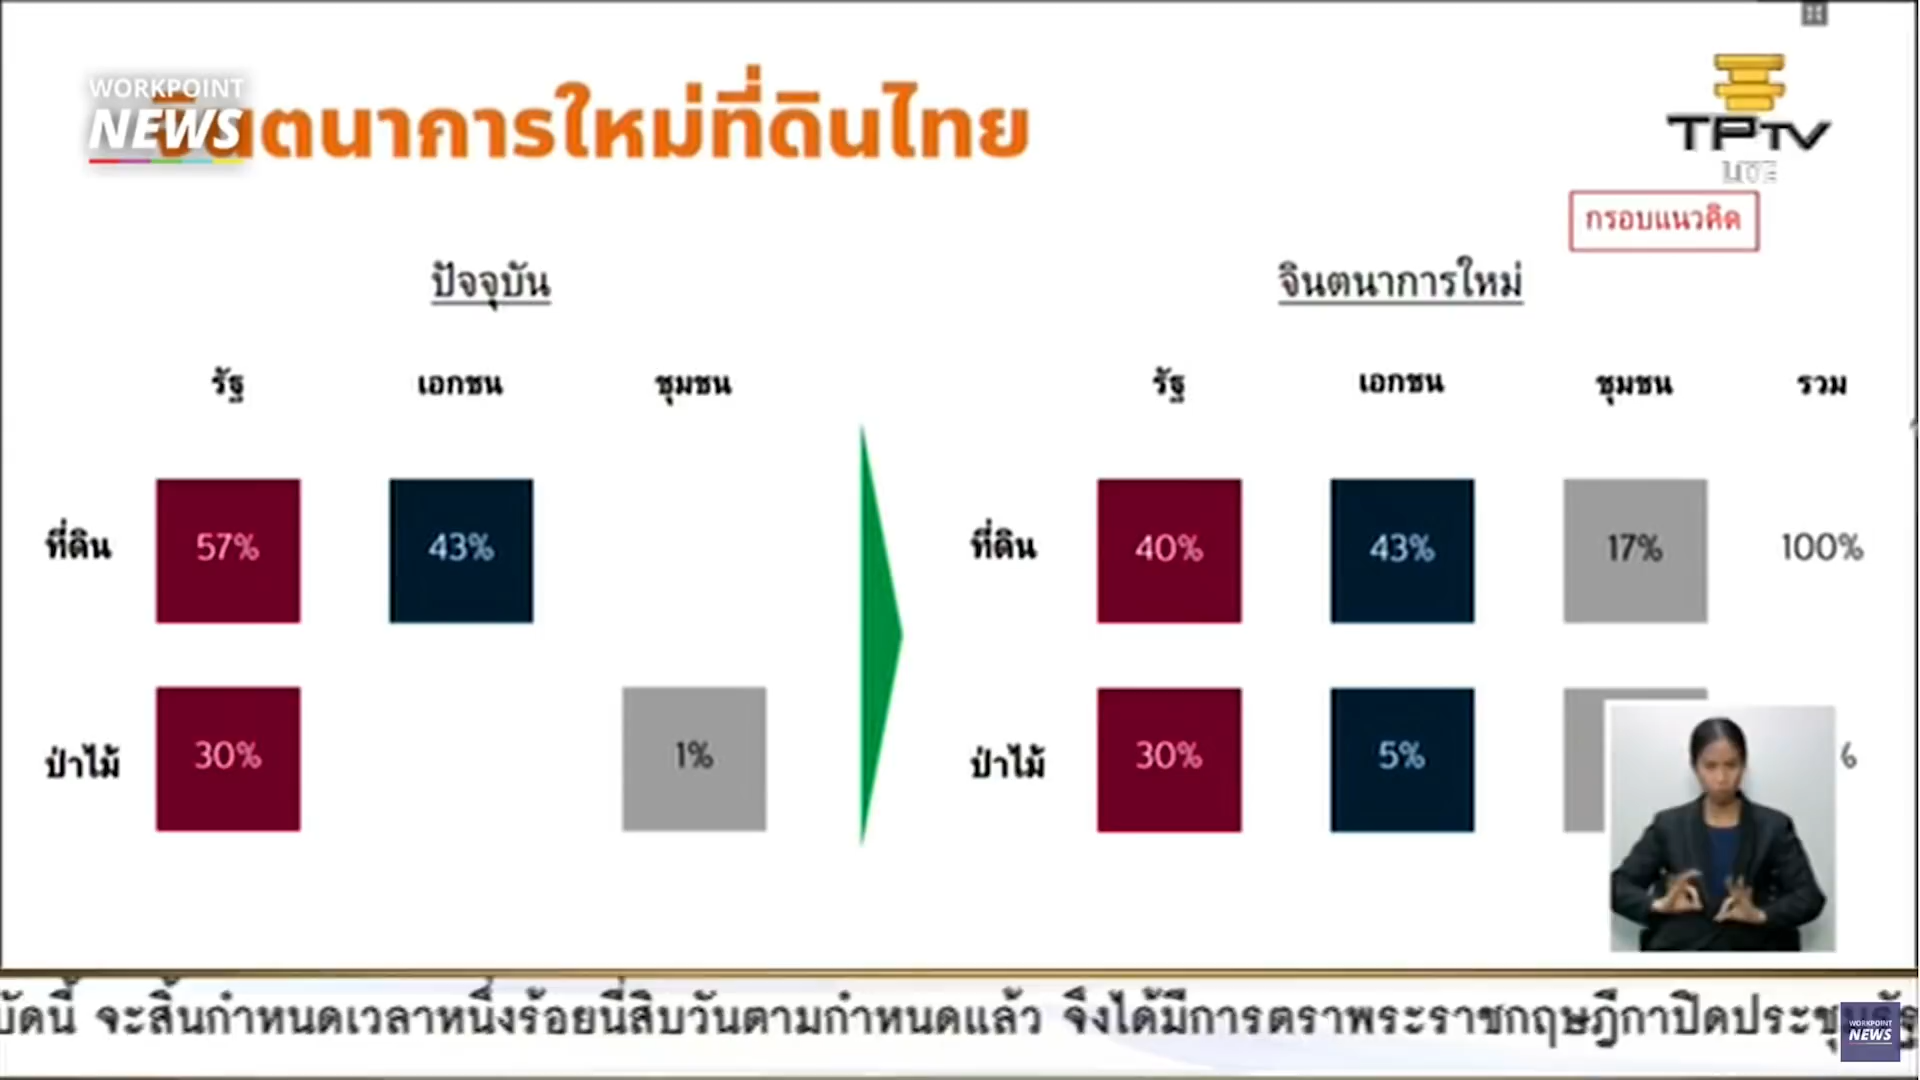 WORKPOINT
NEWS
จินตนาการใหม่ที่ดินไทย
TPTV
LIVE
กรอบแนวคิด
ปัจจุบัน
จินตนาการใหม่
รัฐ เอกชน ชุมชน
รัฐ เอกชน ชุมชน รวม
ที่ดิน 57% 43%
ที่ดิน 40% 43% 17% 100%
ป่าไม้ 30% 1%
ป่าไม้ 30% 5%
บัดนี้ จะสิ้นกำหนดเวลาหนึ่งร้อยยี่สิบวันตามกำหนดแล้ว จึงได้มีการตราพระราชกฤษฎีกาปิดประชุม
WORKPOINT
NEWS